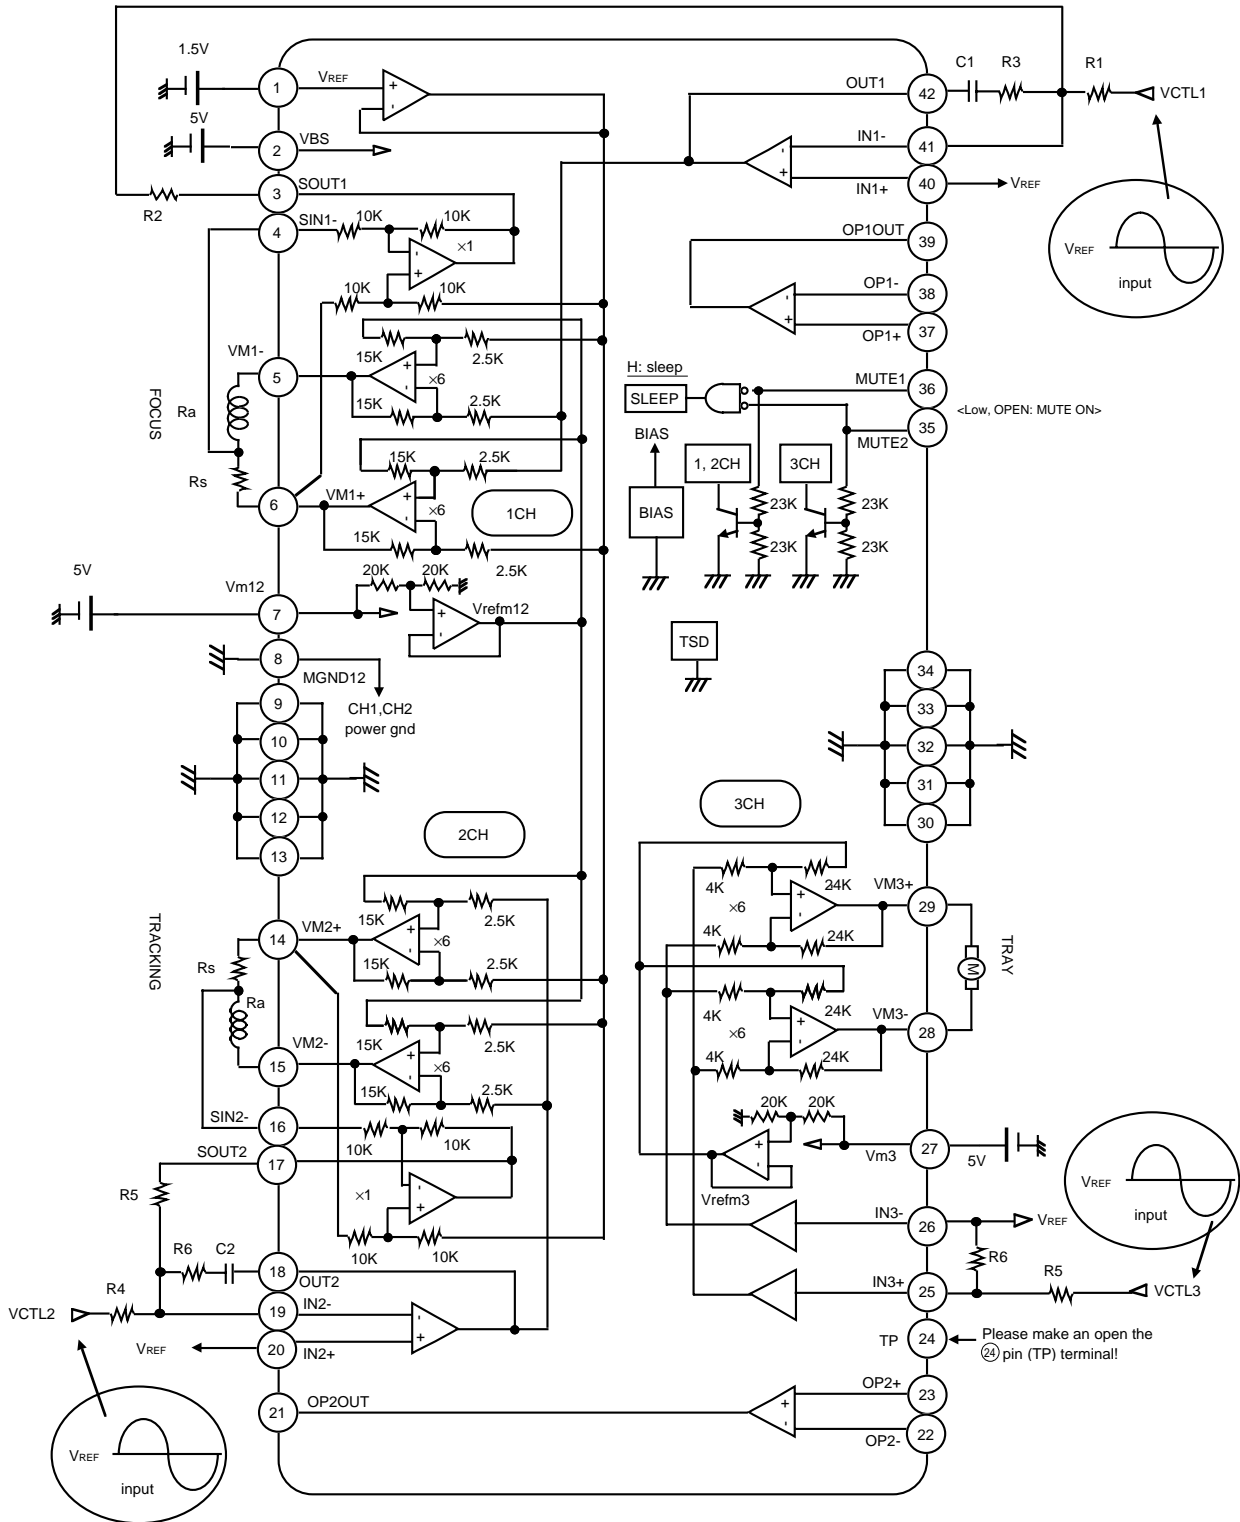 1.5V
1
VREF
+
-
5V
2
VBS
3
SOUT1
R2
4
SIN1-
10K
10K
-
+
×1
10K
10K
VM1-
5
15K
2.5K
+
-
×6
15K
2.5K
FOCUS
Ra
Rs
15K
2.5K
6
VM1+
+
-
×6
1CH
15K
2.5K
5V
Vm12
20K
20K
7
+
-
Vrefm12
8
MGND12
CH1,CH2
power gnd
9
10
11
12
13
2CH
TRACKING
14
VM2+
15K
2.5K
+
-
×6
Rs
15K
2.5K
Ra
15K
2.5K
15
VM2-
+
-
×6
15K
2.5K
SIN2-
16
10K
10K
SOUT2
17
R5
×1
-
+
10K
10K
R6
C2
18
OUT2
R4
VCTL2
19
IN2-
-
+
VREF
20
IN2+
21
OP2OUT
VREF
input
OUT1
42
C1
R3
R1
VCTL1
IN1-
41
-
+
IN1+
40
VREF
VREF
input
OP1OUT
39
OP1-
38
-
+
OP1+
37
H: sleep
SLEEP
MUTE1
36
<Low, OPEN: MUTE ON>
MUTE2
35
BIAS
1, 2CH
3CH
BIAS
23K
23K
23K
23K
TSD
34
33
32
31
30
3CH
4K
24K
VM3+
×6
+
-
29
4K
24K
TRAY
M
4K
24K
VM3-
×6
+
-
28
4K
24K
20K
20K
+
-
Vm3
27
5V
Vrefm3
VREF
input
IN3-
26
VREF
R6
IN3+
25
R5
VCTL3
TP
24
Please make an open the
24 pin (TP) terminal!
OP2+
23
+
-
OP2-
22